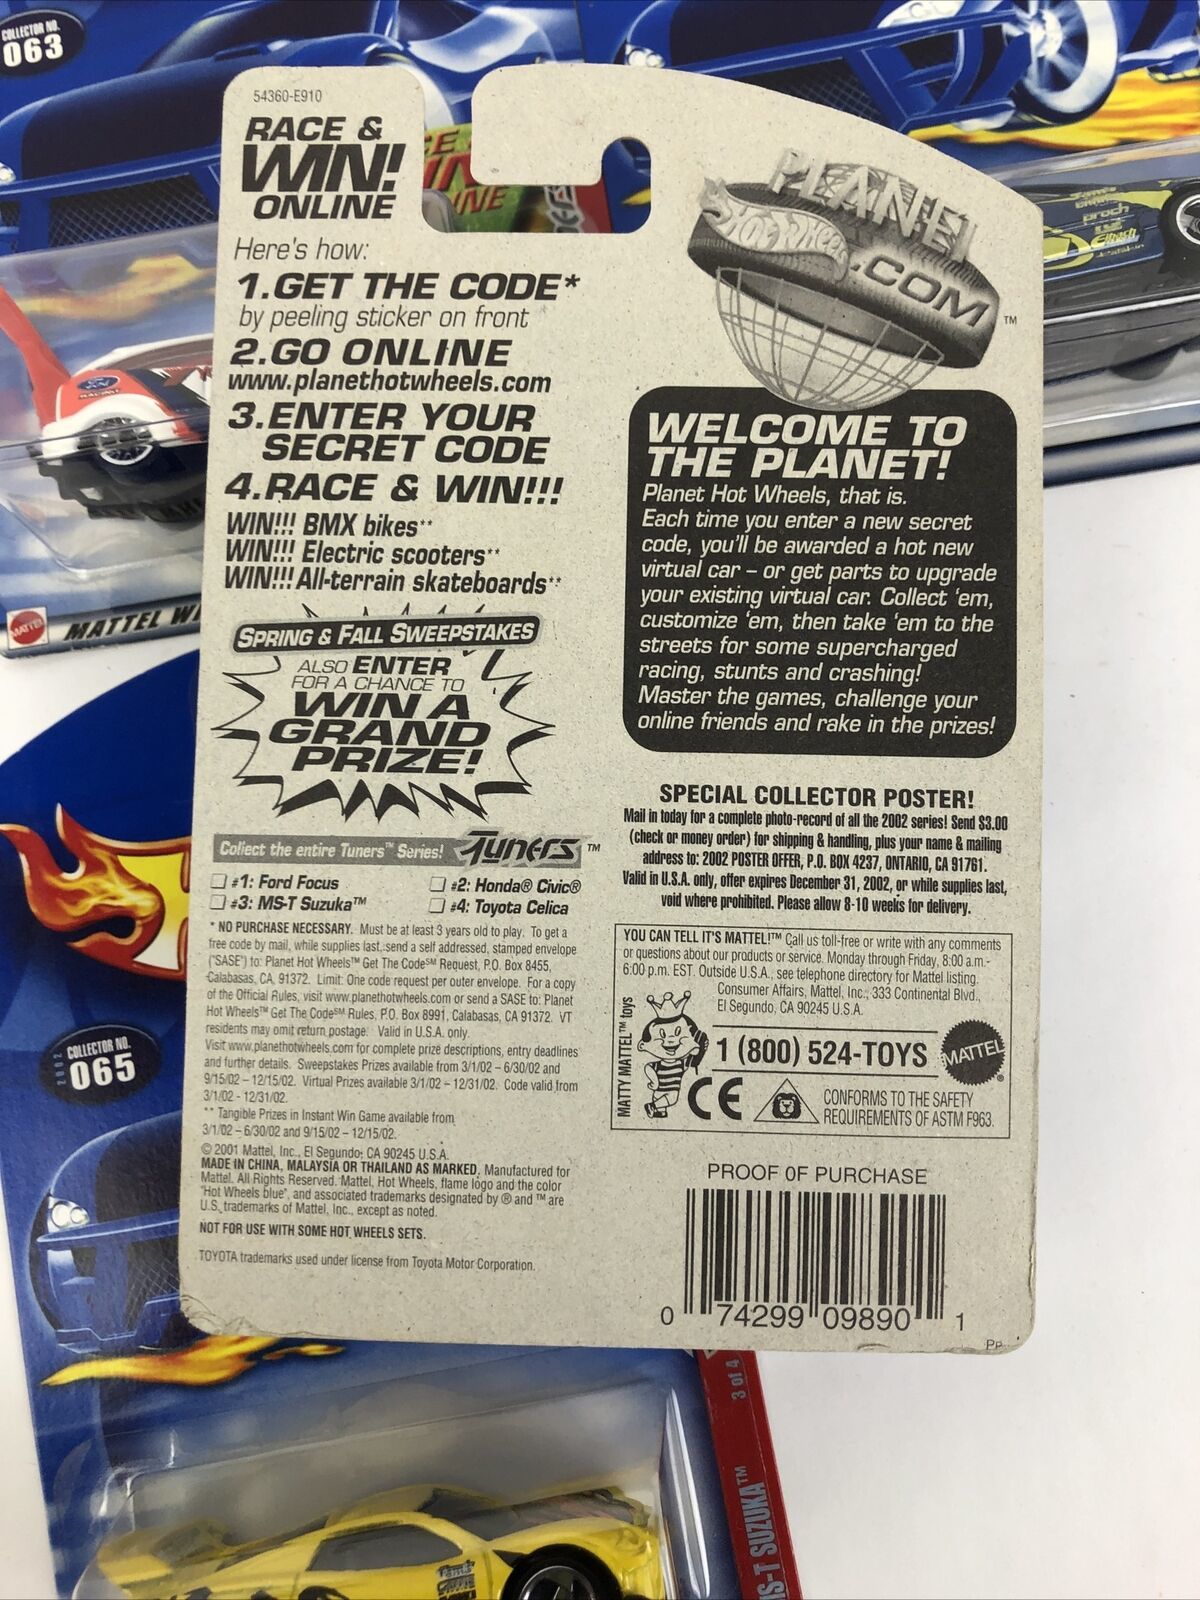 COLLECTOR NO.
063
54360-E910
RACE &
WIN!
ONLINE
Here's how:
1.GET THE CODE*
by peeling sticker on front
2.GO ONLINE
www.planethotwheels.com
3.ENTER YOUR
SECRET CODE
4.RACE & WIN!!!
WIN!!! BMX bikes**
WIN!!! Electric scooters**
WIN!!! All-terrain skateboards**
SPRING & FALL SWEEPSTAKES
ALSO ENTER
FOR A CHANCE TO
WIN A
GRAND
PRIZE!
Collect the entire Tuners™ Series! Tuners™
#1: Ford Focus
#2: Honda® Civic®
#3: MS-T Suzuka™
#4: Toyota Celica
* NO PURCHASE NECESSARY. Must be at least 3 years old to play. To get a
free code by mail, while supplies last, send a self addressed, stamped envelope
("SASE") to: Planet Hot Wheels™ Get The Code℠ Request, P.O. Box 8455,
Calabasas, CA, 91372. Limit: One code request per outer envelope. For a copy
of the Official Rules, visit www.planethotwheels.com or send a SASE to: Planet
Hot Wheels™ Get The Code℠ Rules, P.O. Box 8991, Calabasas, CA 91372. VT
residents may omit return postage. Valid in U.S.A. only.
Visit www.planethotwheels.com for complete prize descriptions, entry deadlines
and further details. Sweepstakes Prizes available from 3/1/02 – 6/30/02 and
9/15/02 – 12/15/02. Virtual Prizes available 3/1/02 – 12/31/02. Code valid from
3/1/02 - 12/31/02.
** Tangible Prizes in Instant Win Game available from
3/1/02 – 6/30/02 and 9/15/02 – 12/15/02.
© 2001 Mattel, Inc., El Segundo, CA 90245 U.S.A.
MADE IN CHINA, MALAYSIA OR THAILAND AS MARKED. Manufactured for
Mattel. All Rights Reserved. Mattel, Hot Wheels, flame logo and the color
"Hot Wheels blue", and associated trademarks designated by ® and ™ are
U.S. trademarks of Mattel, Inc., except as noted.
NOT FOR USE WITH SOME HOT WHEELS SETS.
TOYOTA trademarks used under license from Toyota Motor Corporation.
PLANET
HOT WHEELS
.COM™
WELCOME TO
THE PLANET!
Planet Hot Wheels, that is.
Each time you enter a new secret
code, you'll be awarded a hot new
virtual car – or get parts to upgrade
your existing virtual car. Collect 'em,
customize 'em, then take 'em to the
streets for some supercharged
racing, stunts and crashing!
Master the games, challenge your
online friends and rake in the prizes!
SPECIAL COLLECTOR POSTER!
Mail in today for a complete photo-record of all the 2002 series! Send $3.00
(check or money order) for shipping & handling, plus your name & mailing
address to: 2002 POSTER OFFER, P.O. BOX 4237, ONTARIO, CA 91761.
Valid in U.S.A. only, offer expires December 31, 2002, or while supplies last,
void where prohibited. Please allow 8-10 weeks for delivery.
YOU CAN TELL IT'S MATTEL!™ Call us toll-free or write with any comments
or questions about our products or service. Monday through Friday, 8:00 a.m.-
6:00 p.m. EST. Outside U.S.A., see telephone directory for Mattel listing.
Consumer Affairs, Mattel, Inc., 333 Continental Blvd.,
El Segundo, CA 90245 U.S.A.
MATTY MATTEL™ toys
1 (800) 524-TOYS
MATTEL®
CE
CONFORMS TO THE SAFETY
REQUIREMENTS OF ASTM F963.
PROOF OF PURCHASE
0 74299 09890 1
MATTEL
2002
COLLECTOR NO.
065
3 of 4
MS-T SUZUKA™